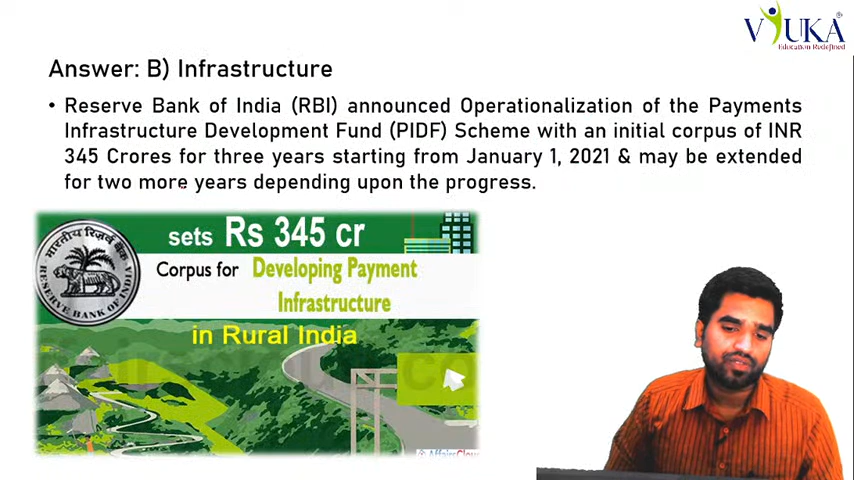 VJUKA
Education Redefined
Answer: B) Infrastructure
• Reserve Bank of India (RBI) announced Operationalization of the Payments
Infrastructure Development Fund (PIDF) Scheme with an initial corpus of INR
345 Crores for three years starting from January 1, 2021 & may be extended
for two more years depending upon the progress.
sets Rs 345 cr
भारतीय रिज़र्व बैंक
RESERVE BANK OF INDIA
Corpus for Developing Payment
Infrastructure
in Rural India
AffairsCloud